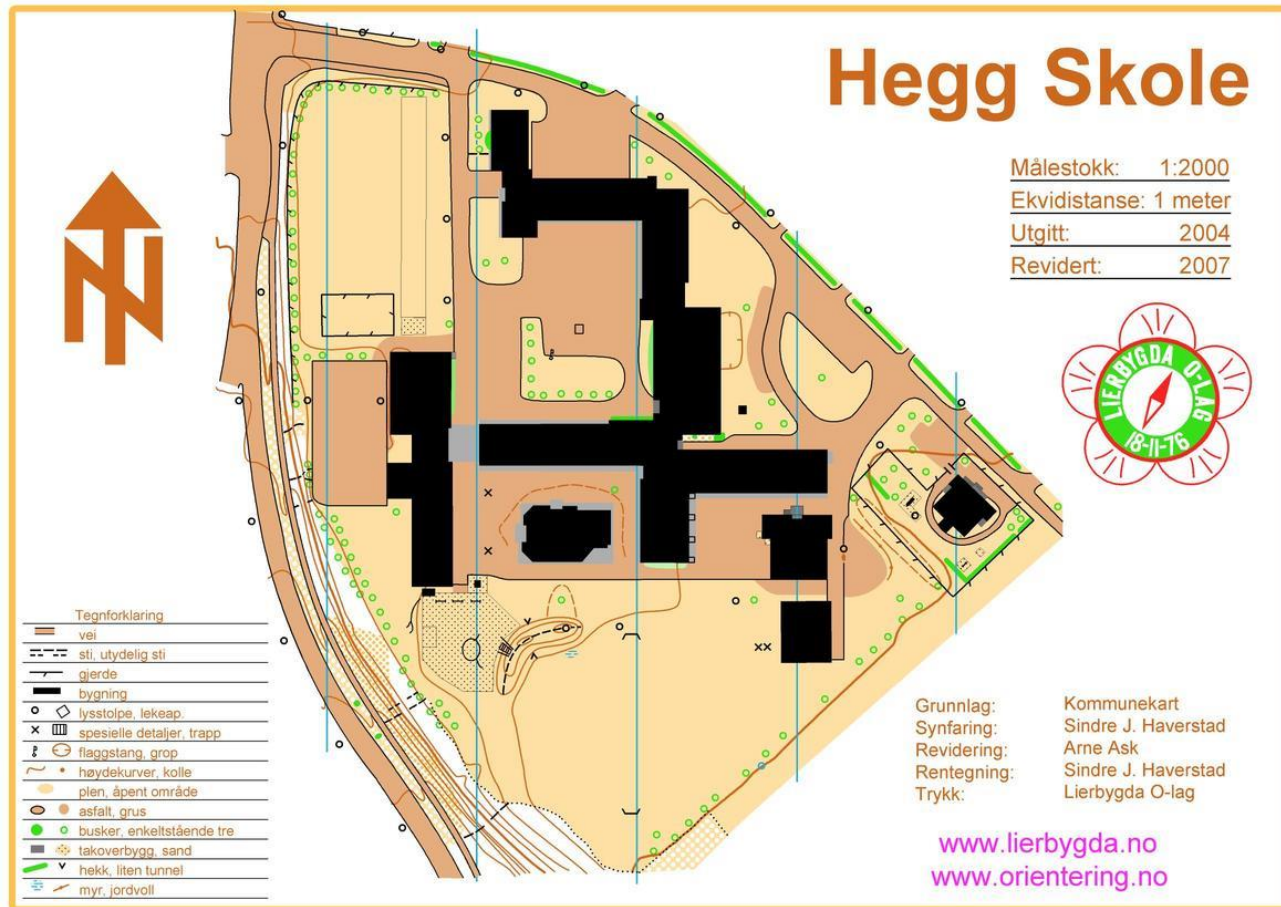 Hegg Skole
Målestokk: 1:2000
Ekvidistanse: 1 meter
Utgitt: 2004
Revidert: 2007
LIERBYGDA O-LAG
18-11-76
Tegnforklaring
vei
sti, utydelig sti
gjerde
bygning
lysstolpe, lekeap.
spesielle detaljer, trapp
flaggstang, grop
høydekurver, kolle
plen, åpent område
asfalt, grus
busker, enkeltstående tre
takoverbygg, sand
hekk, liten tunnel
myr, jordvoll
Grunnlag: Kommunekart
Synfaring: Sindre J. Haverstad
Revidering: Arne Ask
Rentegning: Sindre J. Haverstad
Trykk: Lierbygda O-lag
www.lierbygda.no
www.orientering.no